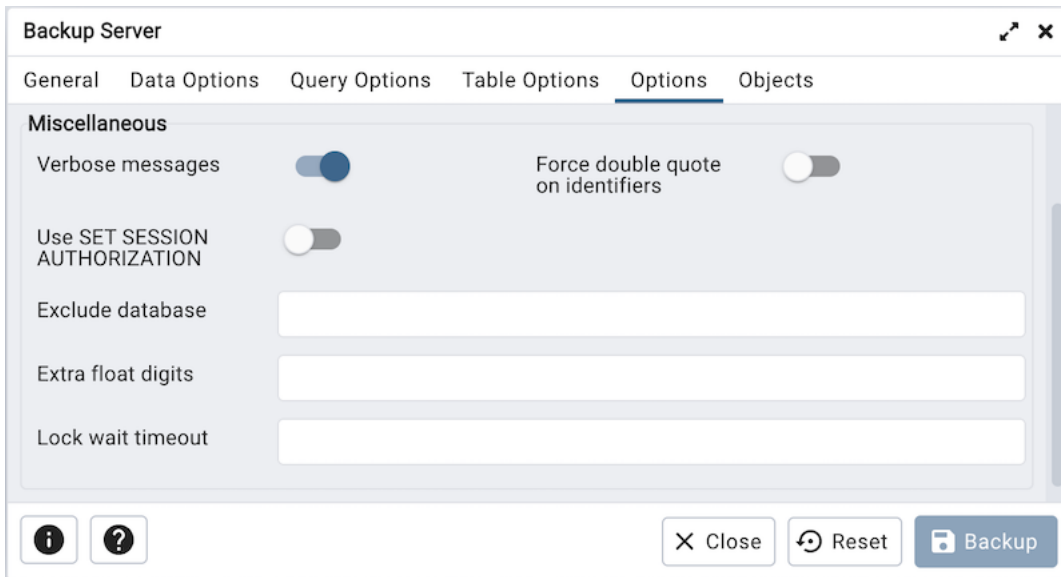 Backup Server
General Data Options Query Options Table Options Options Objects
Miscellaneous
Verbose messages
Force double quote
on identifiers
Use SET SESSION
AUTHORIZATION
Exclude database
Extra float digits
Lock wait timeout
Close Reset Backup